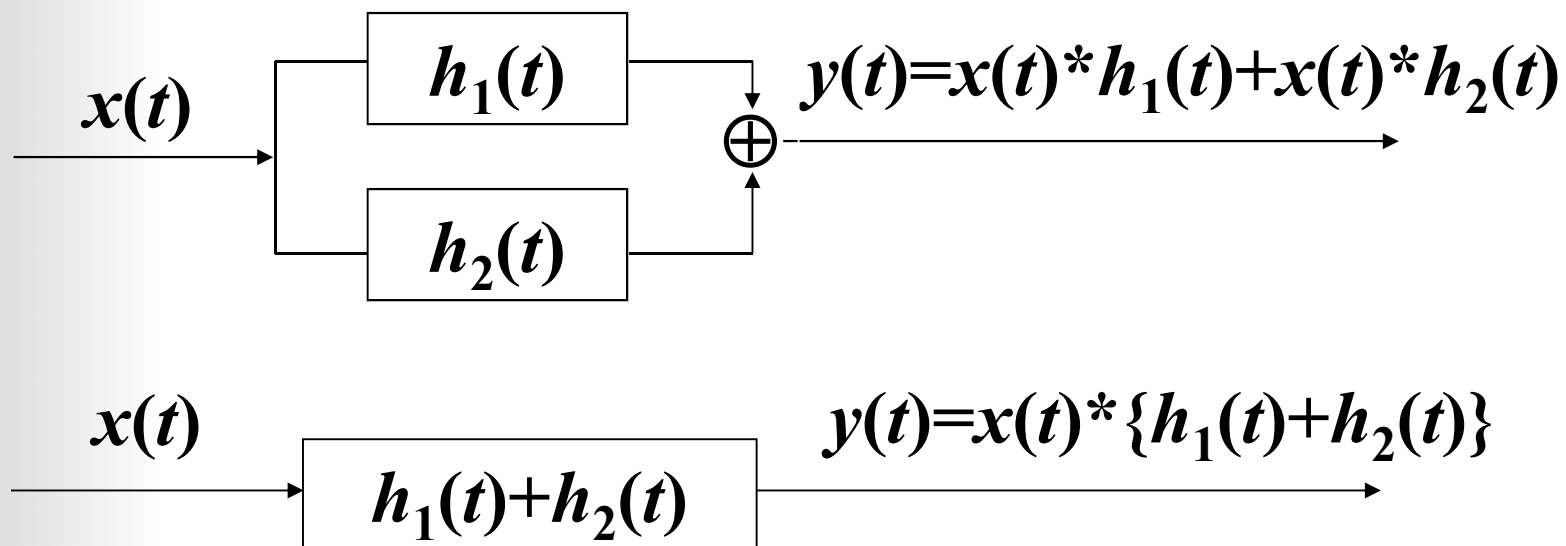 x(t)
h₁(t)
y(t)=x(t)*h₁(t)+x(t)*h₂(t)
h₂(t)
x(t)
y(t)=x(t)*{h₁(t)+h₂(t)}
h₁(t)+h₂(t)